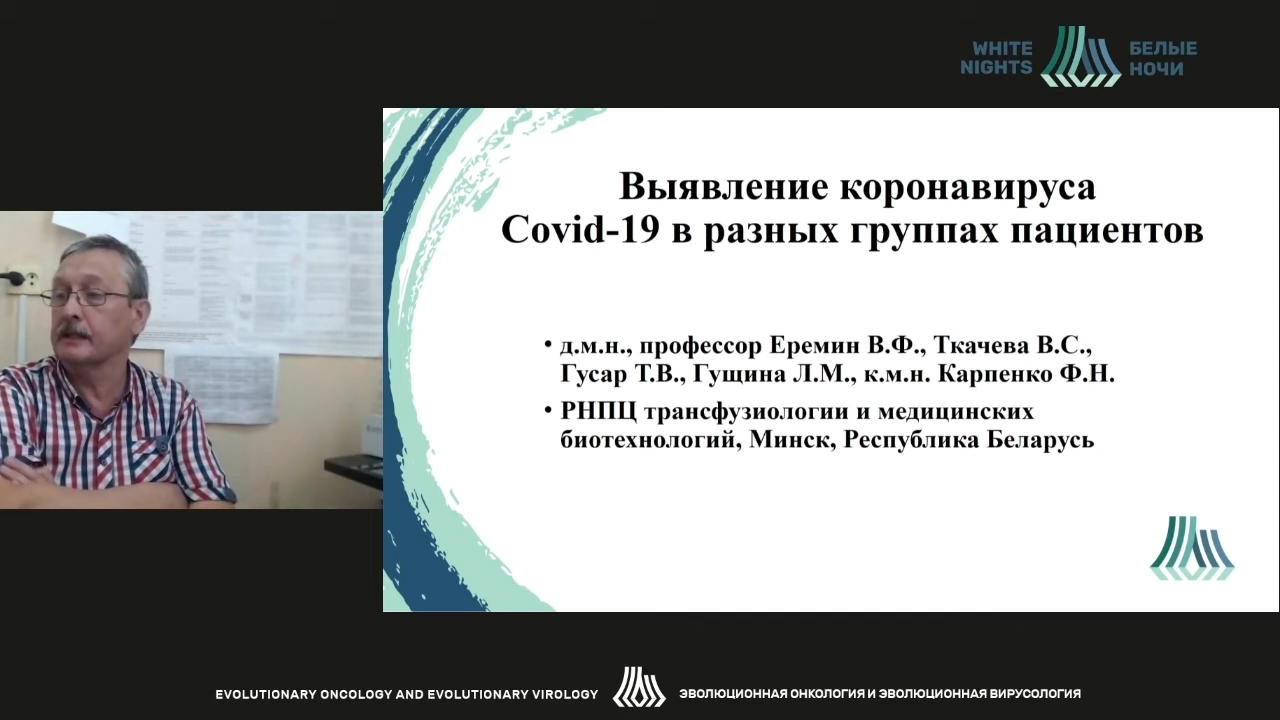 WHITE
NIGHTS
БЕЛЫЕ
НОЧИ
Выявление коронавируса
Covid-19 в разных группах пациентов
• д.м.н., профессор Еремин В.Ф., Ткачева В.С.,
Гусар Т.В., Гущина Л.М., к.м.н. Карпенко Ф.Н.
• РНПЦ трансфузиологии и медицинских
биотехнологий, Минск, Республика Беларусь
EVOLUTIONARY ONCOLOGY AND EVOLUTIONARY VIROLOGY
ЭВОЛЮЦИОННАЯ ОНКОЛОГИЯ И ЭВОЛЮЦИОННАЯ ВИРУСОЛОГИЯ